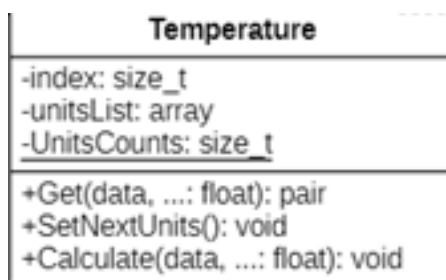 Temperature
-index: size_t
-unitsList: array
-UnitsCounts: size_t
+Get(data, ...: float): pair
+SetNextUnits(): void
+Calculate(data, ...: float): void